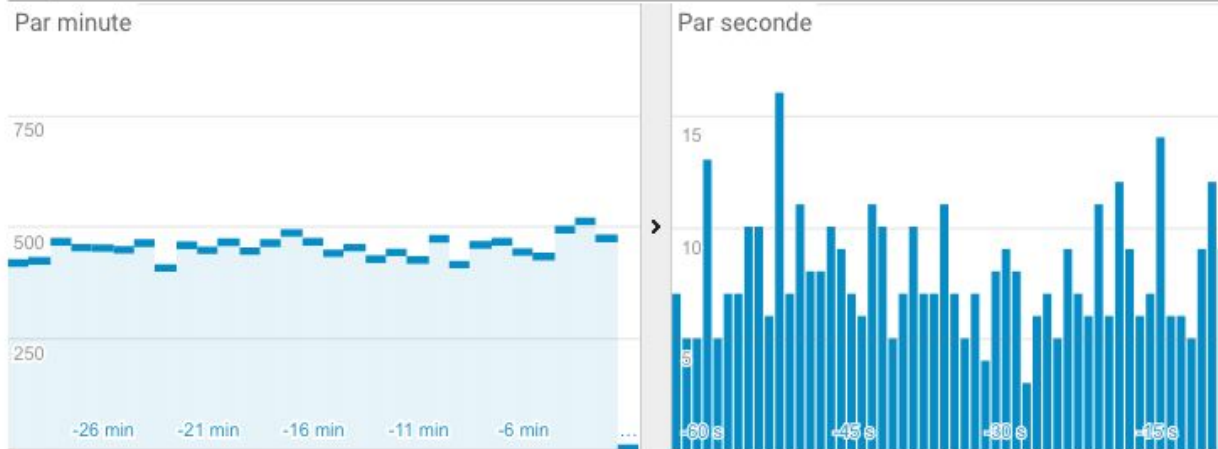 Par minute
750
500
250
-26 min -21 min -16 min -11 min -6 min ...
Par seconde
15
10
5
-60 s -45 s -30 s -15 s